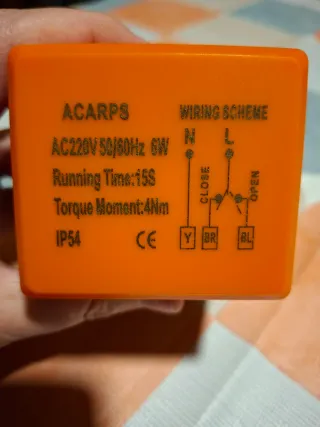 ACARPS
AC220V 50/60Hz 6W
Running Time:15S
Torque Moment:4Nm
IP54
CE
WIRING SCHEME
N L
CLOSE
OPEN
Y BR BL